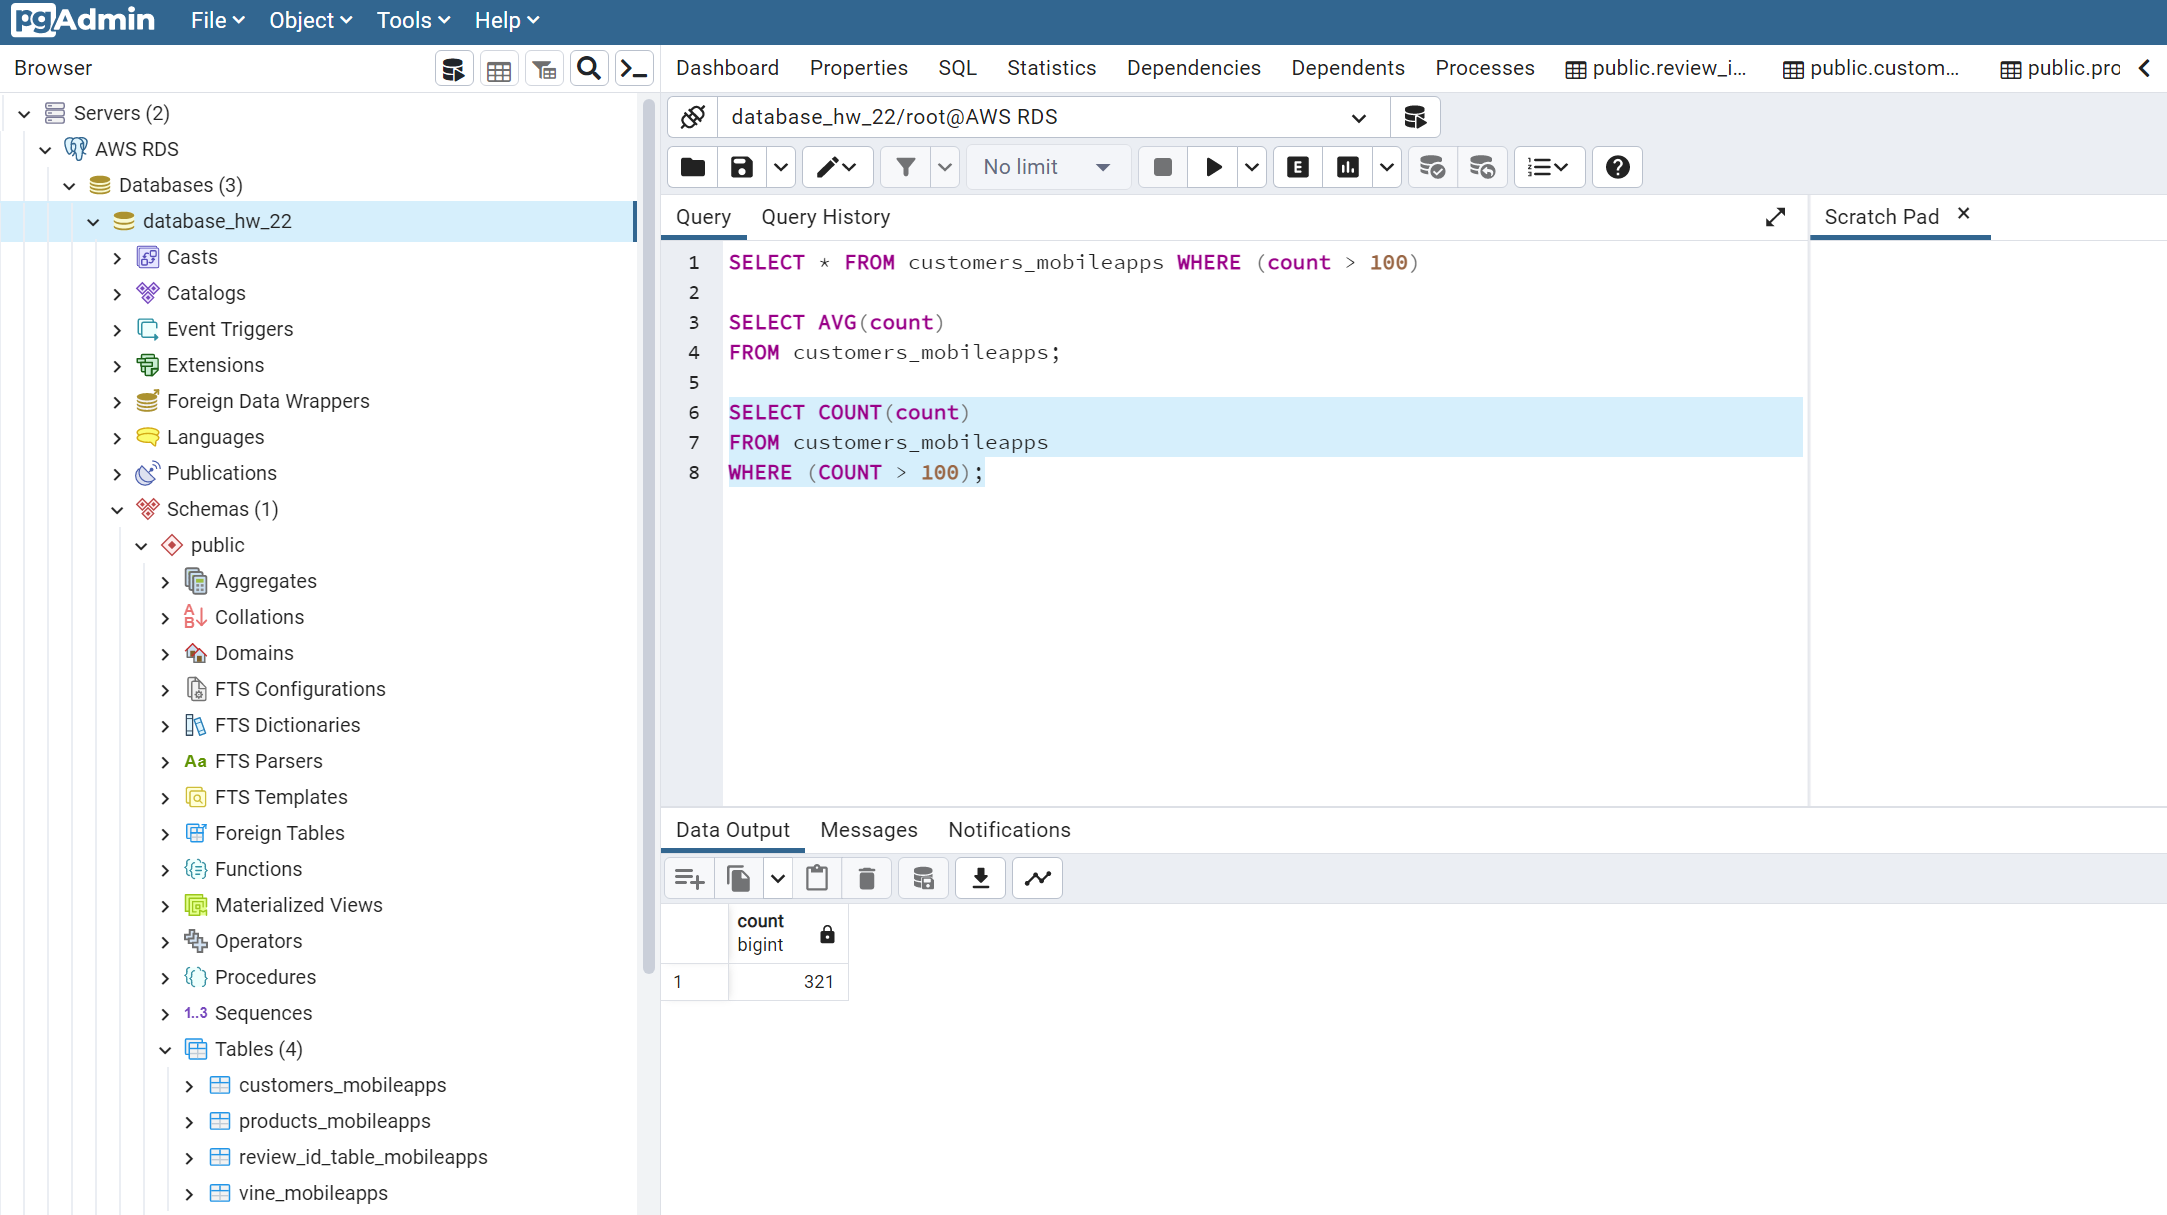 pgAdmin File Object Tools Help
Browser
Dashboard Properties SQL Statistics Dependencies Dependents Processes public.review_i... public.custom... public.pro
Servers (2)
AWS RDS
Databases (3)
database_hw_22
Casts
Catalogs
Event Triggers
Extensions
Foreign Data Wrappers
Languages
Publications
Schemas (1)
public
Aggregates
Collations
Domains
FTS Configurations
FTS Dictionaries
Aa FTS Parsers
FTS Templates
Foreign Tables
Functions
Materialized Views
Operators
Procedures
1..3 Sequences
Tables (4)
customers_mobileapps
products_mobileapps
review_id_table_mobileapps
vine_mobileapps
database_hw_22/root@AWS RDS
No limit
E
Query Query History
Scratch Pad
1 SELECT * FROM customers_mobileapps WHERE (count > 100)
2
3 SELECT AVG(count)
4 FROM customers_mobileapps;
5
6 SELECT COUNT(count)
7 FROM customers_mobileapps
8 WHERE (COUNT > 100);
Data Output Messages Notifications
count
bigint
1 321